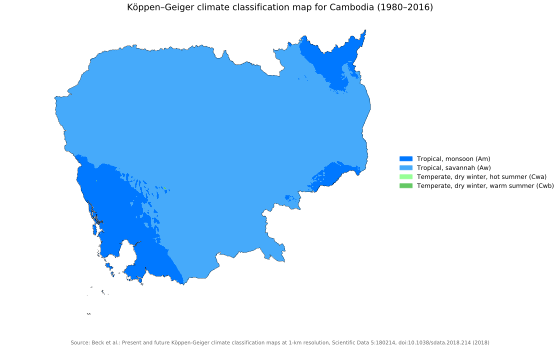 Köppen–Geiger climate classification map for Cambodia (1980–2016)
Tropical, monsoon (Am)
Tropical, savannah (Aw)
Temperate, dry winter, hot summer (Cwa)
Temperate, dry winter, warm summer (Cwb)
Source: Beck et al.: Present and future Köppen-Geiger climate classification maps at 1-km resolution, Scientific Data 5:180214, doi:10.1038/sdata.2018.214 (2018)